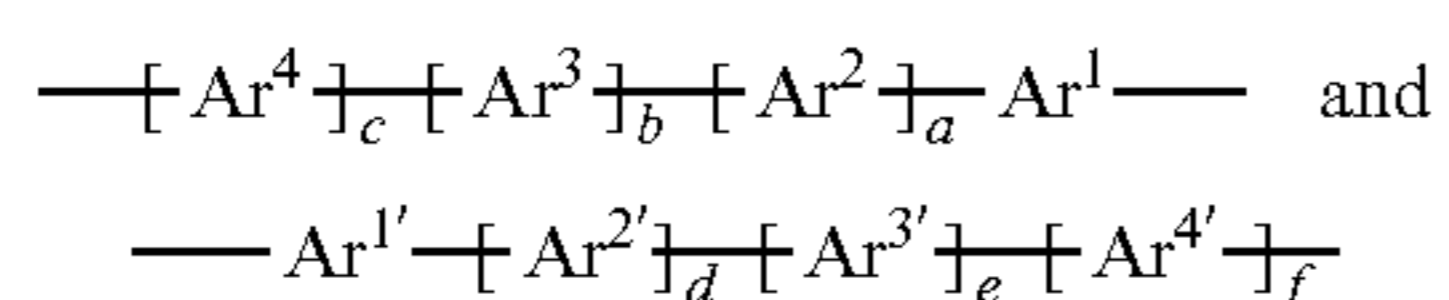 —[Ar⁴]c—[Ar³]b—[Ar²]a—Ar¹— and
—Ar¹′—[Ar²′]d—[Ar³′]e—[Ar⁴′]f—